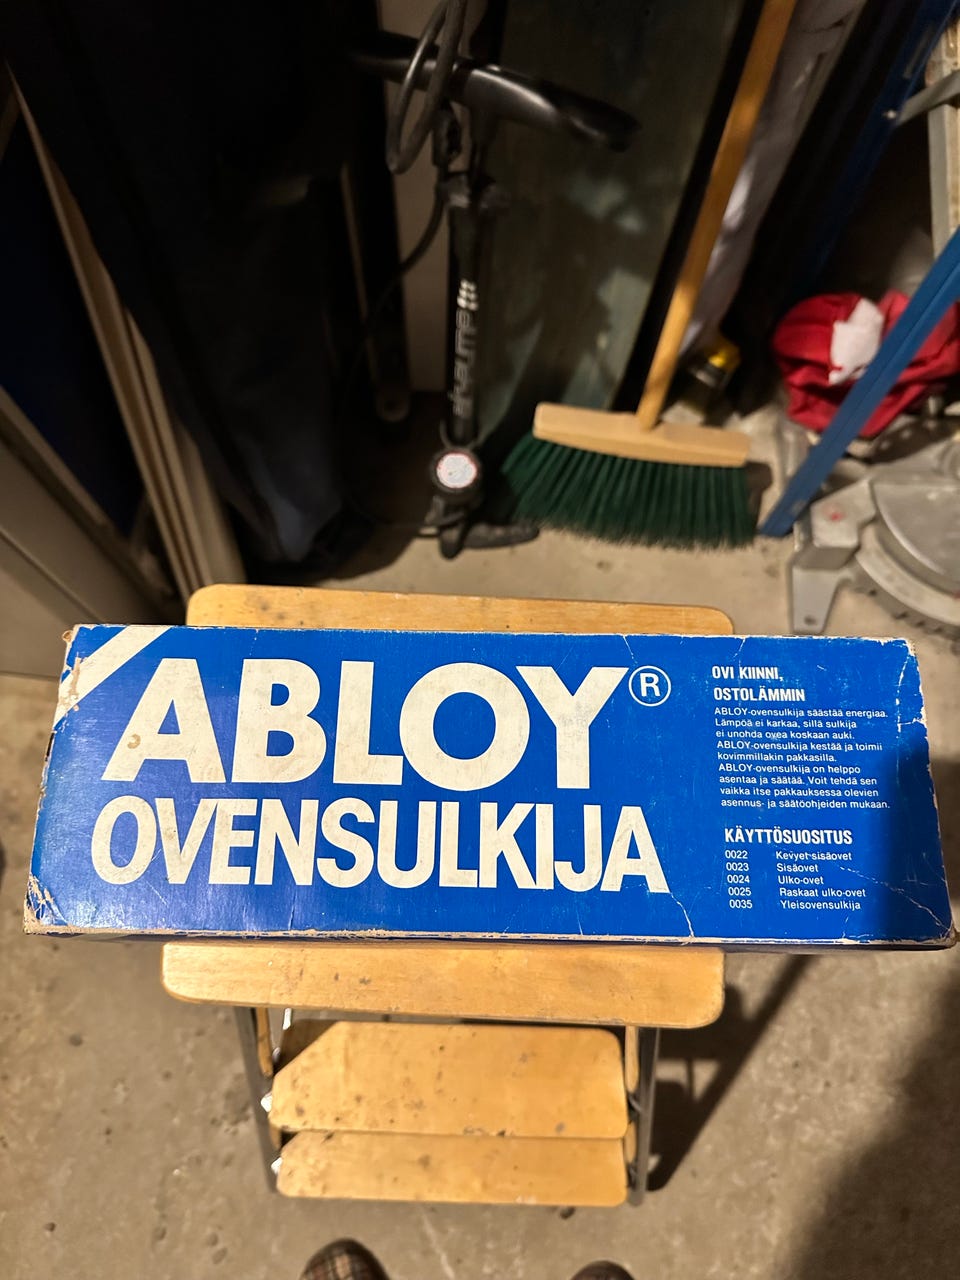 ABLOY®
OVENSULKIJA
OVI KIINNI,
OSTOLÄMMIN
ABLOY-ovensulkija säästää energiaa.
Lämpöä ei karkaa, sillä sulkija
ei unohda ovea koskaan auki.
ABLOY-ovensulkija kestää ja toimii
kovimmillakin pakkasilla.
ABLOY-ovensulkija on helppo
asentaa ja säätää. Voit tehdä sen
vaikka itse pakkauksessa olevien
asennus- ja säätöohjeiden mukaan.
KÄYTTÖSUOSITUS
0022 Kevyet sisäovet
0023 Sisäovet
0024 Ulko-ovet
0025 Raskaat ulko-ovet
0035 Yleisovensulkija